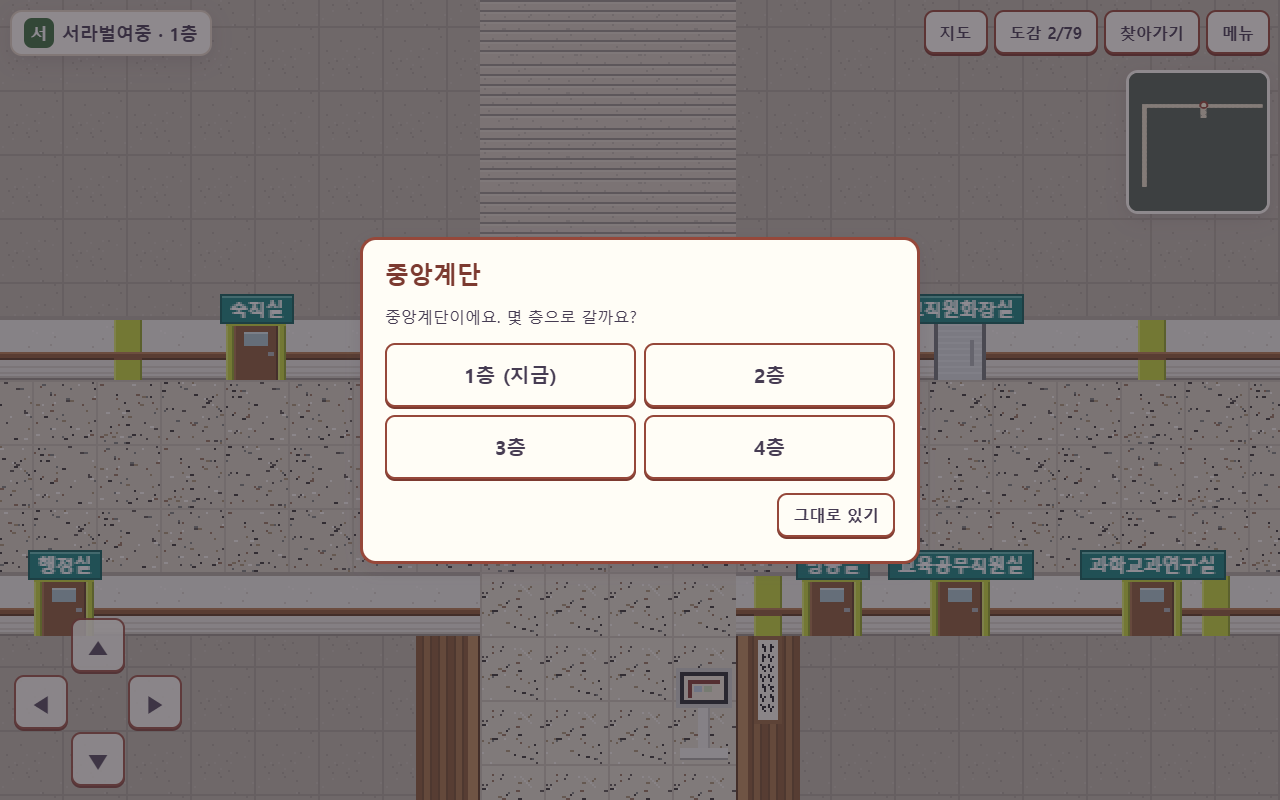 서 서라벌여중 · 1층
지도
도감 2/79
찾아가기
메뉴
숙직실
직원화장실
중앙계단
중앙계단이에요. 몇 층으로 갈까요?
1층 (지금)
2층
3층
4층
그대로 있기
행정실
교육공무직원실
과학교과연구실